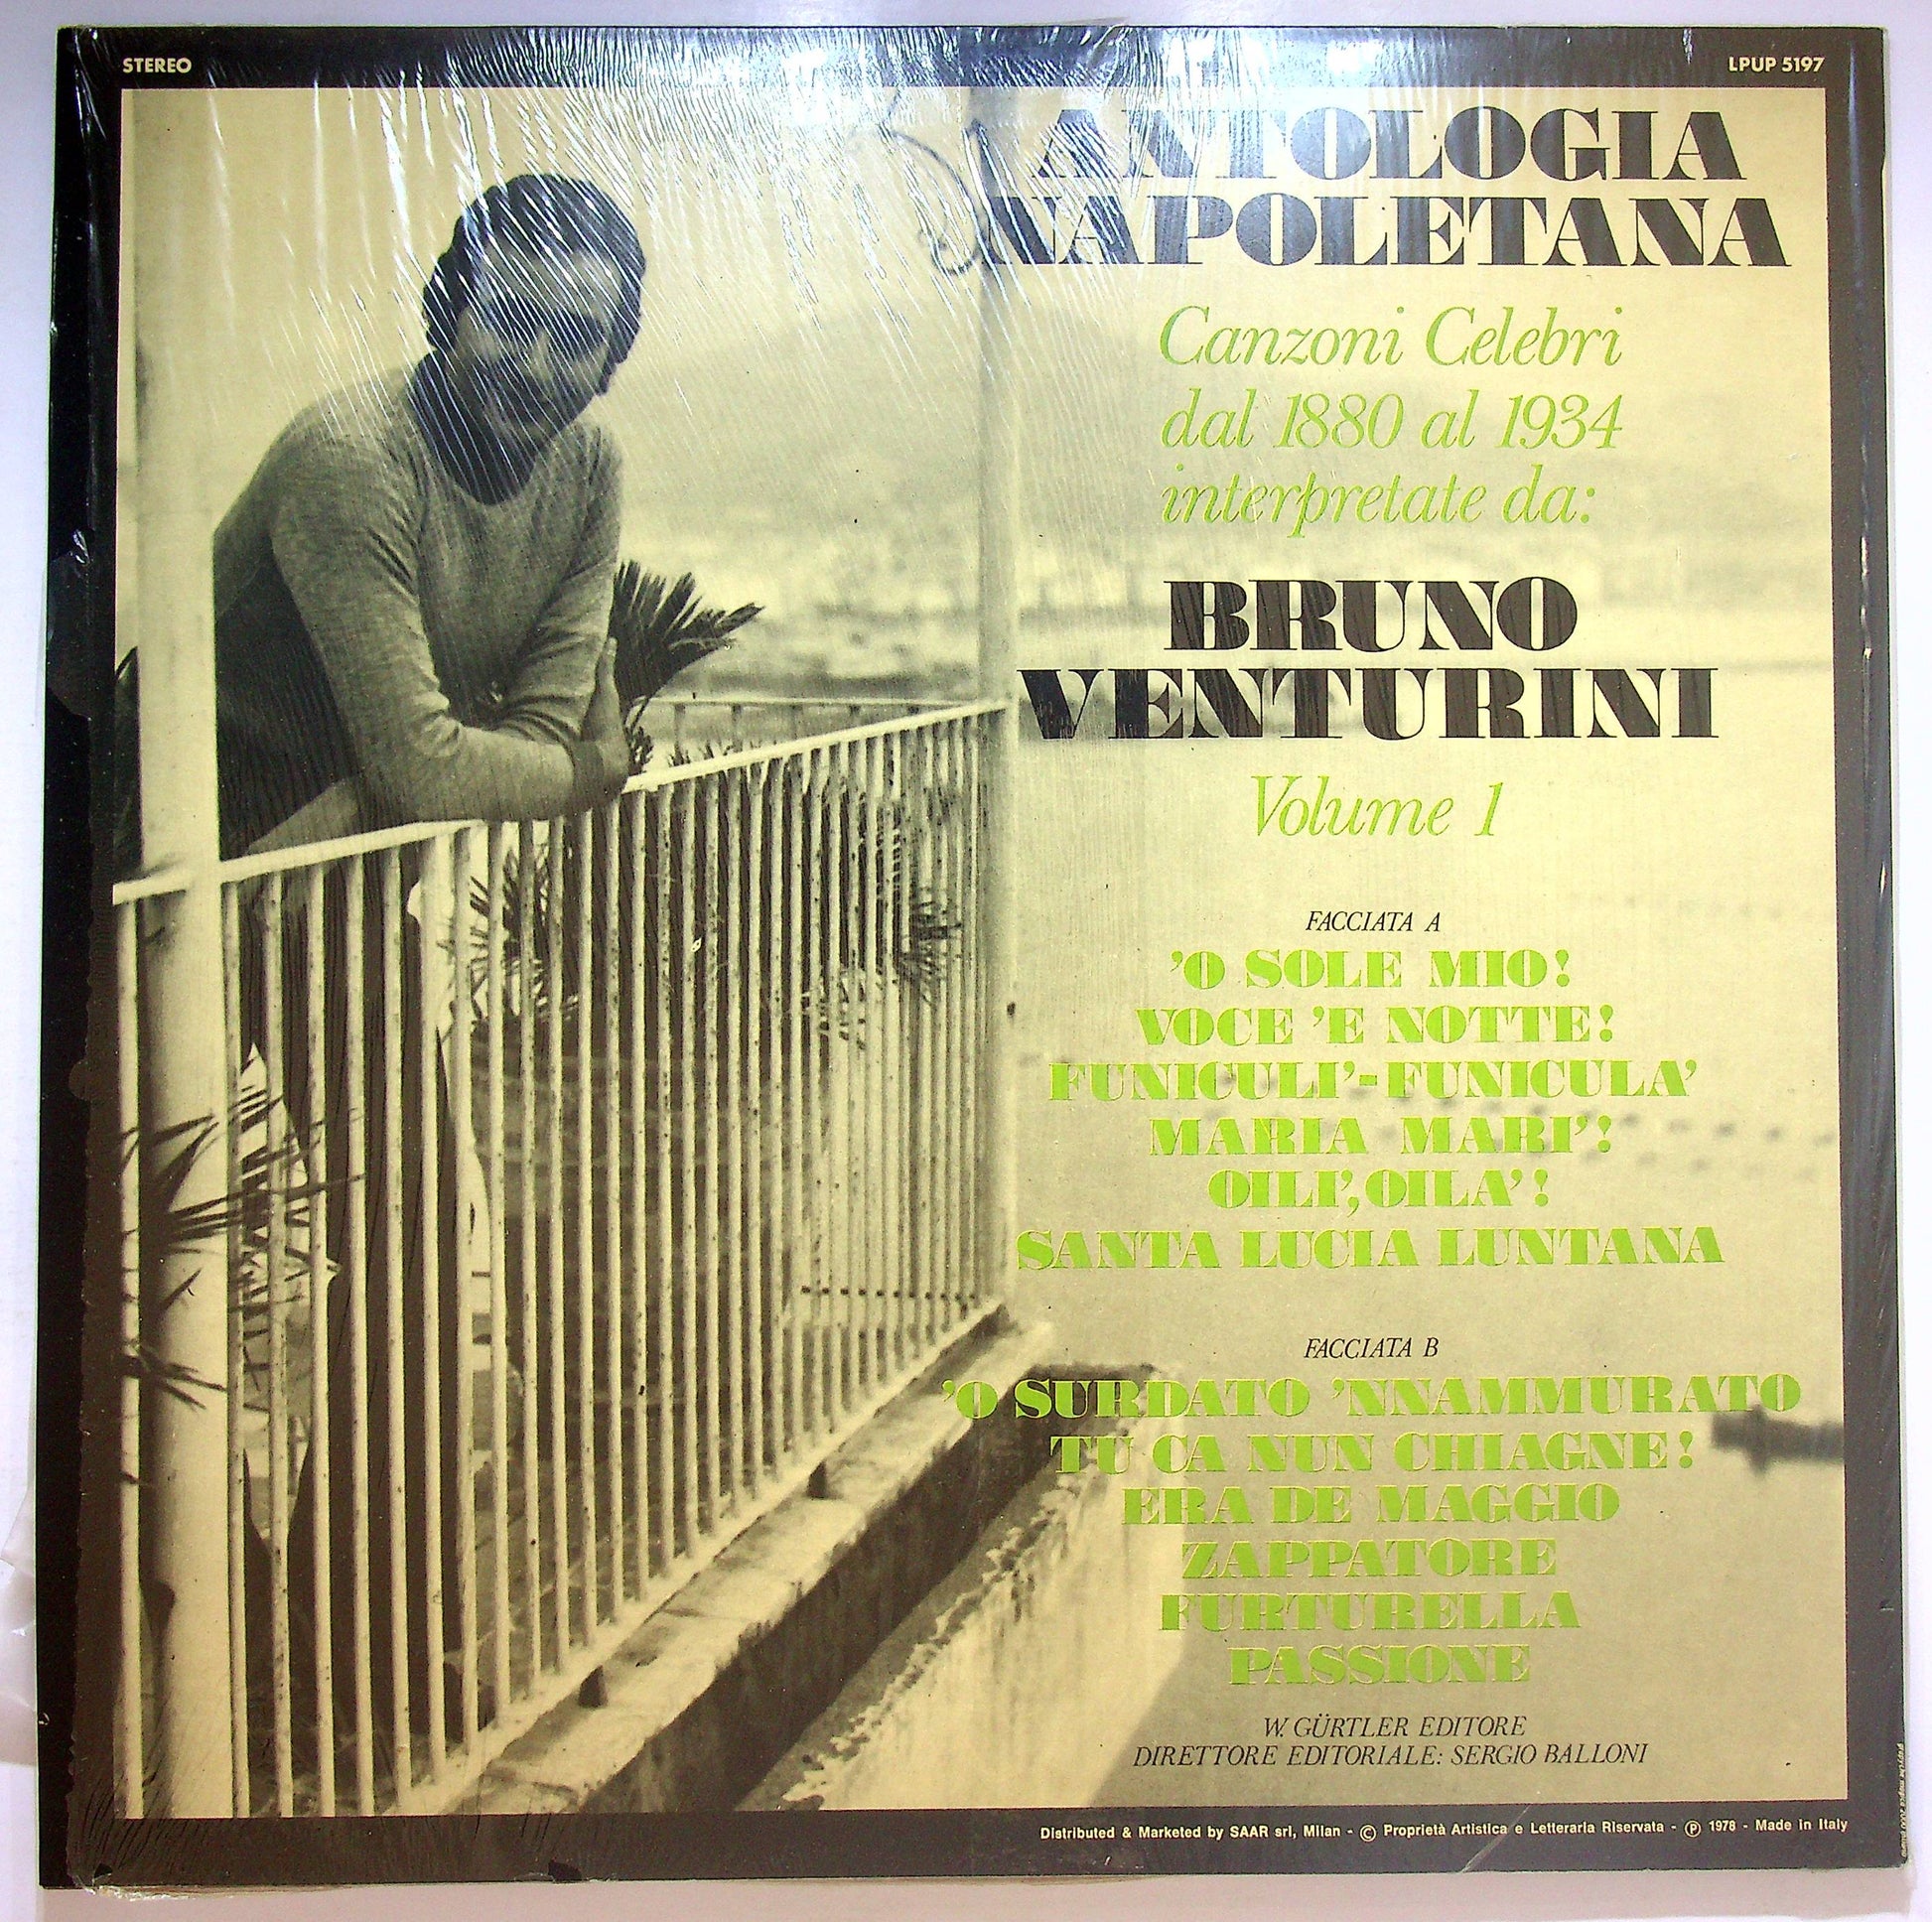 STEREO
LPUP 5197
ANTOLOGIA
NAPOLETANA
Canzoni Celebri
dal 1880 al 1934
interpretate da:
BRUNO
VENTURINI
Volume 1
FACCIATA A
'O SOLE MIO!
VOCE 'E NOTTE!
FUNICULI'-FUNICULA'
MARIA MARI'!
OILI', OILA'!
SANTA LUCIA LUNTANA
FACCIATA B
'O SURDATO 'NNAMMURATO
TU CA NUN CHIAGNE!
ERA DE MAGGIO
ZAPPATORE
FURTURELLA
PASSIONE
W. GÜRTLER EDITORE
DIRETTORE EDITORIALE: SERGIO BALLONI
Distributed & Marketed by SAAR srl, Milan - © Proprietà Artistica e Letteraria Riservata - ℗ 1978 - Made in Italy